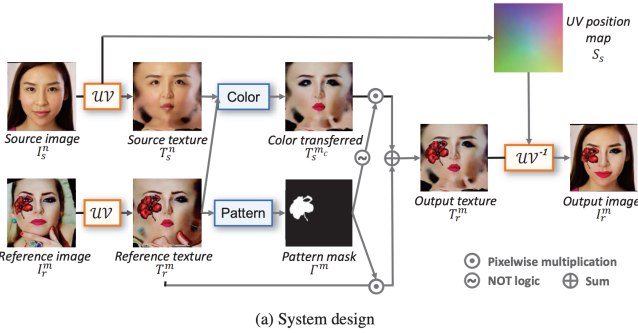 UV position
map
S_s
UV
Color
Source image
I_s^n
Source texture
T_s^n
Color transferred
T_s^{m_c}
UV
Pattern
UV^-1
Output texture
T_r^m
Output image
I_r^m
Reference image
I_r^m
Reference texture
T_r^m
Pattern mask
Γ^m
Pixelwise multiplication
NOT logic
Sum
(a) System design